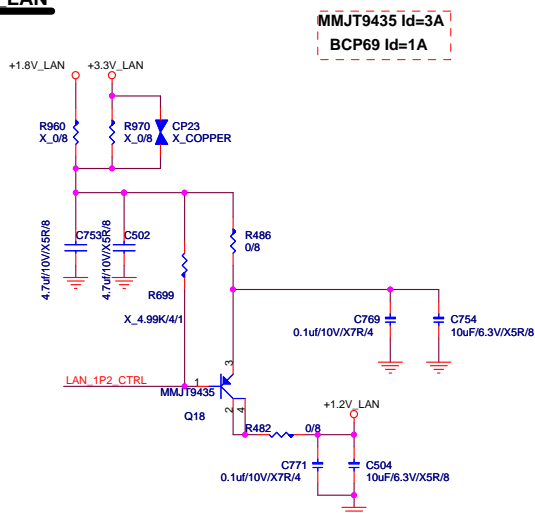 _LAN
MMJT9435 Id=3A
BCP69 Id=1A
+1.8V_LAN
+3.3V_LAN
R960
X_0/8
R970
X_0/8
CP23
X_COPPER
C753
4.7uf/10V/X5R/8
C502
4.7uf/10V/X5R/8
R486
0/8
R699
X_4.99K/4/1
C769
0.1uf/10V/X7R/4
C754
10uF/6.3V/X5R/8
3
LAN_1P2_CTRL
1
MMJT9435
Q18
2
4
+1.2V_LAN
R482
0/8
C771
0.1uf/10V/X7R/4
C504
10uF/6.3V/X5R/8